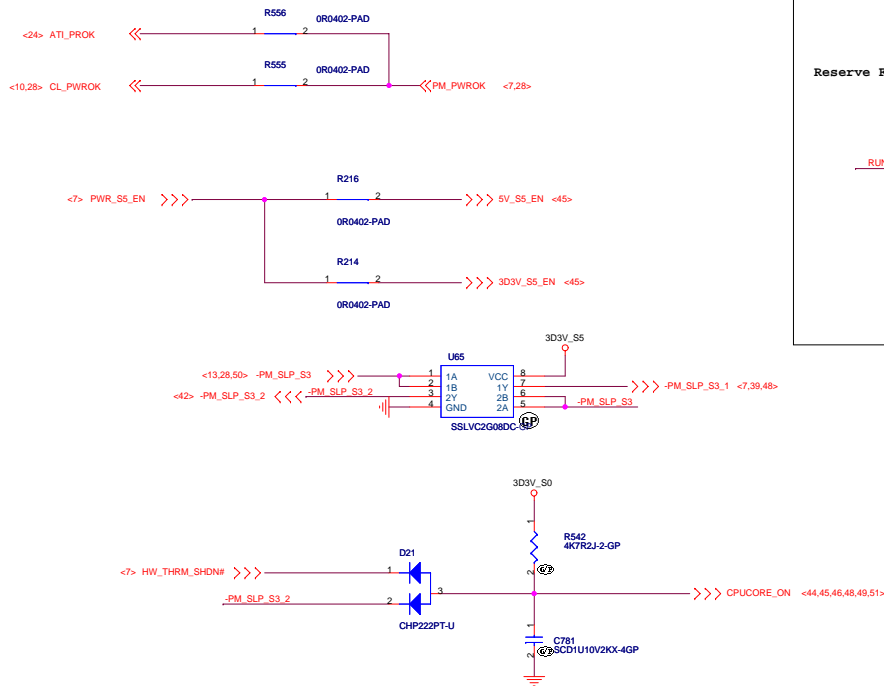 R556
0R0402-PAD
<24> ATI_PROK
1 2
R555
0R0402-PAD
<10,28> CL_PWROK
1 2
PM_PWROK <7,28>
Reserve
RUN
R216
<7> PWR_S5_EN
1 2
5V_S5_EN <45>
0R0402-PAD
R214
1 2
3D3V_S5_EN <45>
0R0402-PAD
3D3V_S5
U65
<13,28,50> -PM_SLP_S3
1 1A VCC 8
2 1B 1Y 7
-PM_SLP_S3_1 <7,39,48>
<42> -PM_SLP_S3_2
-PM_SLP_S3_2
3 2Y 2B 6
4 GND 2A 5
-PM_SLP_S3
GP
SSLVC2G08DC-GP
3D3V_S0
1
R542
4K7R2J-2-GP
2
D21
<7> HW_THRM_SHDN#
1
3
CPUCORE_ON <44,45,46,48,49,51>
-PM_SLP_S3_2
2
CHP222PT-U
1
C781
SCD1U10V2KX-4GP
2